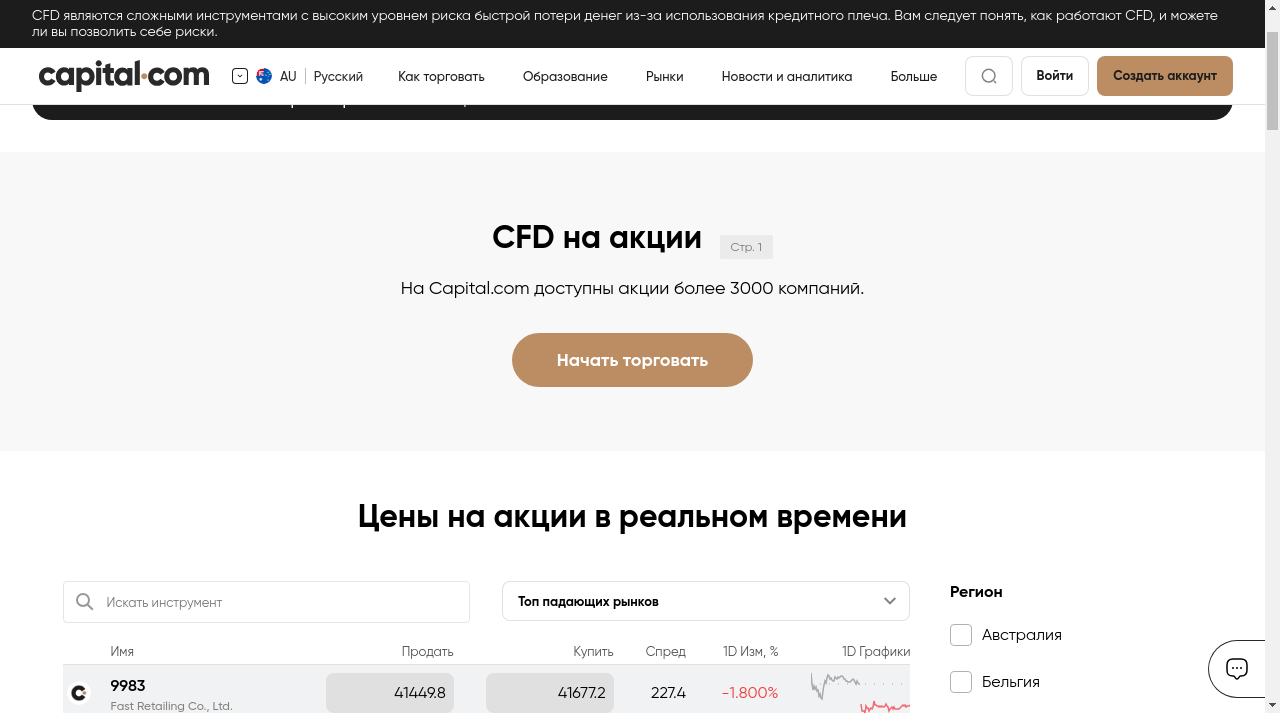 CFD являются сложными инструментами с высоким уровнем риска быстрой потери денег из-за использования кредитного плеча. Вам следует понять, как работают CFD, и можете
ли вы позволить себе риски.
capital.com AU Русский Как торговать Образование Рынки Новости и аналитика Больше Войти Создать аккаунт
CFD на акции Стр. 1
На Capital.com доступны акции более 3000 компаний.
Начать торговать
Цены на акции в реальном времени
Искать инструмент Топ падающих рынков
Имя Продать Купить Спред 1D Изм, % 1D Графики
9983 41449.8 41677.2 227.4 -1.800%
Fast Retailing Co., Ltd.
Регион
Австралия
Бельгия